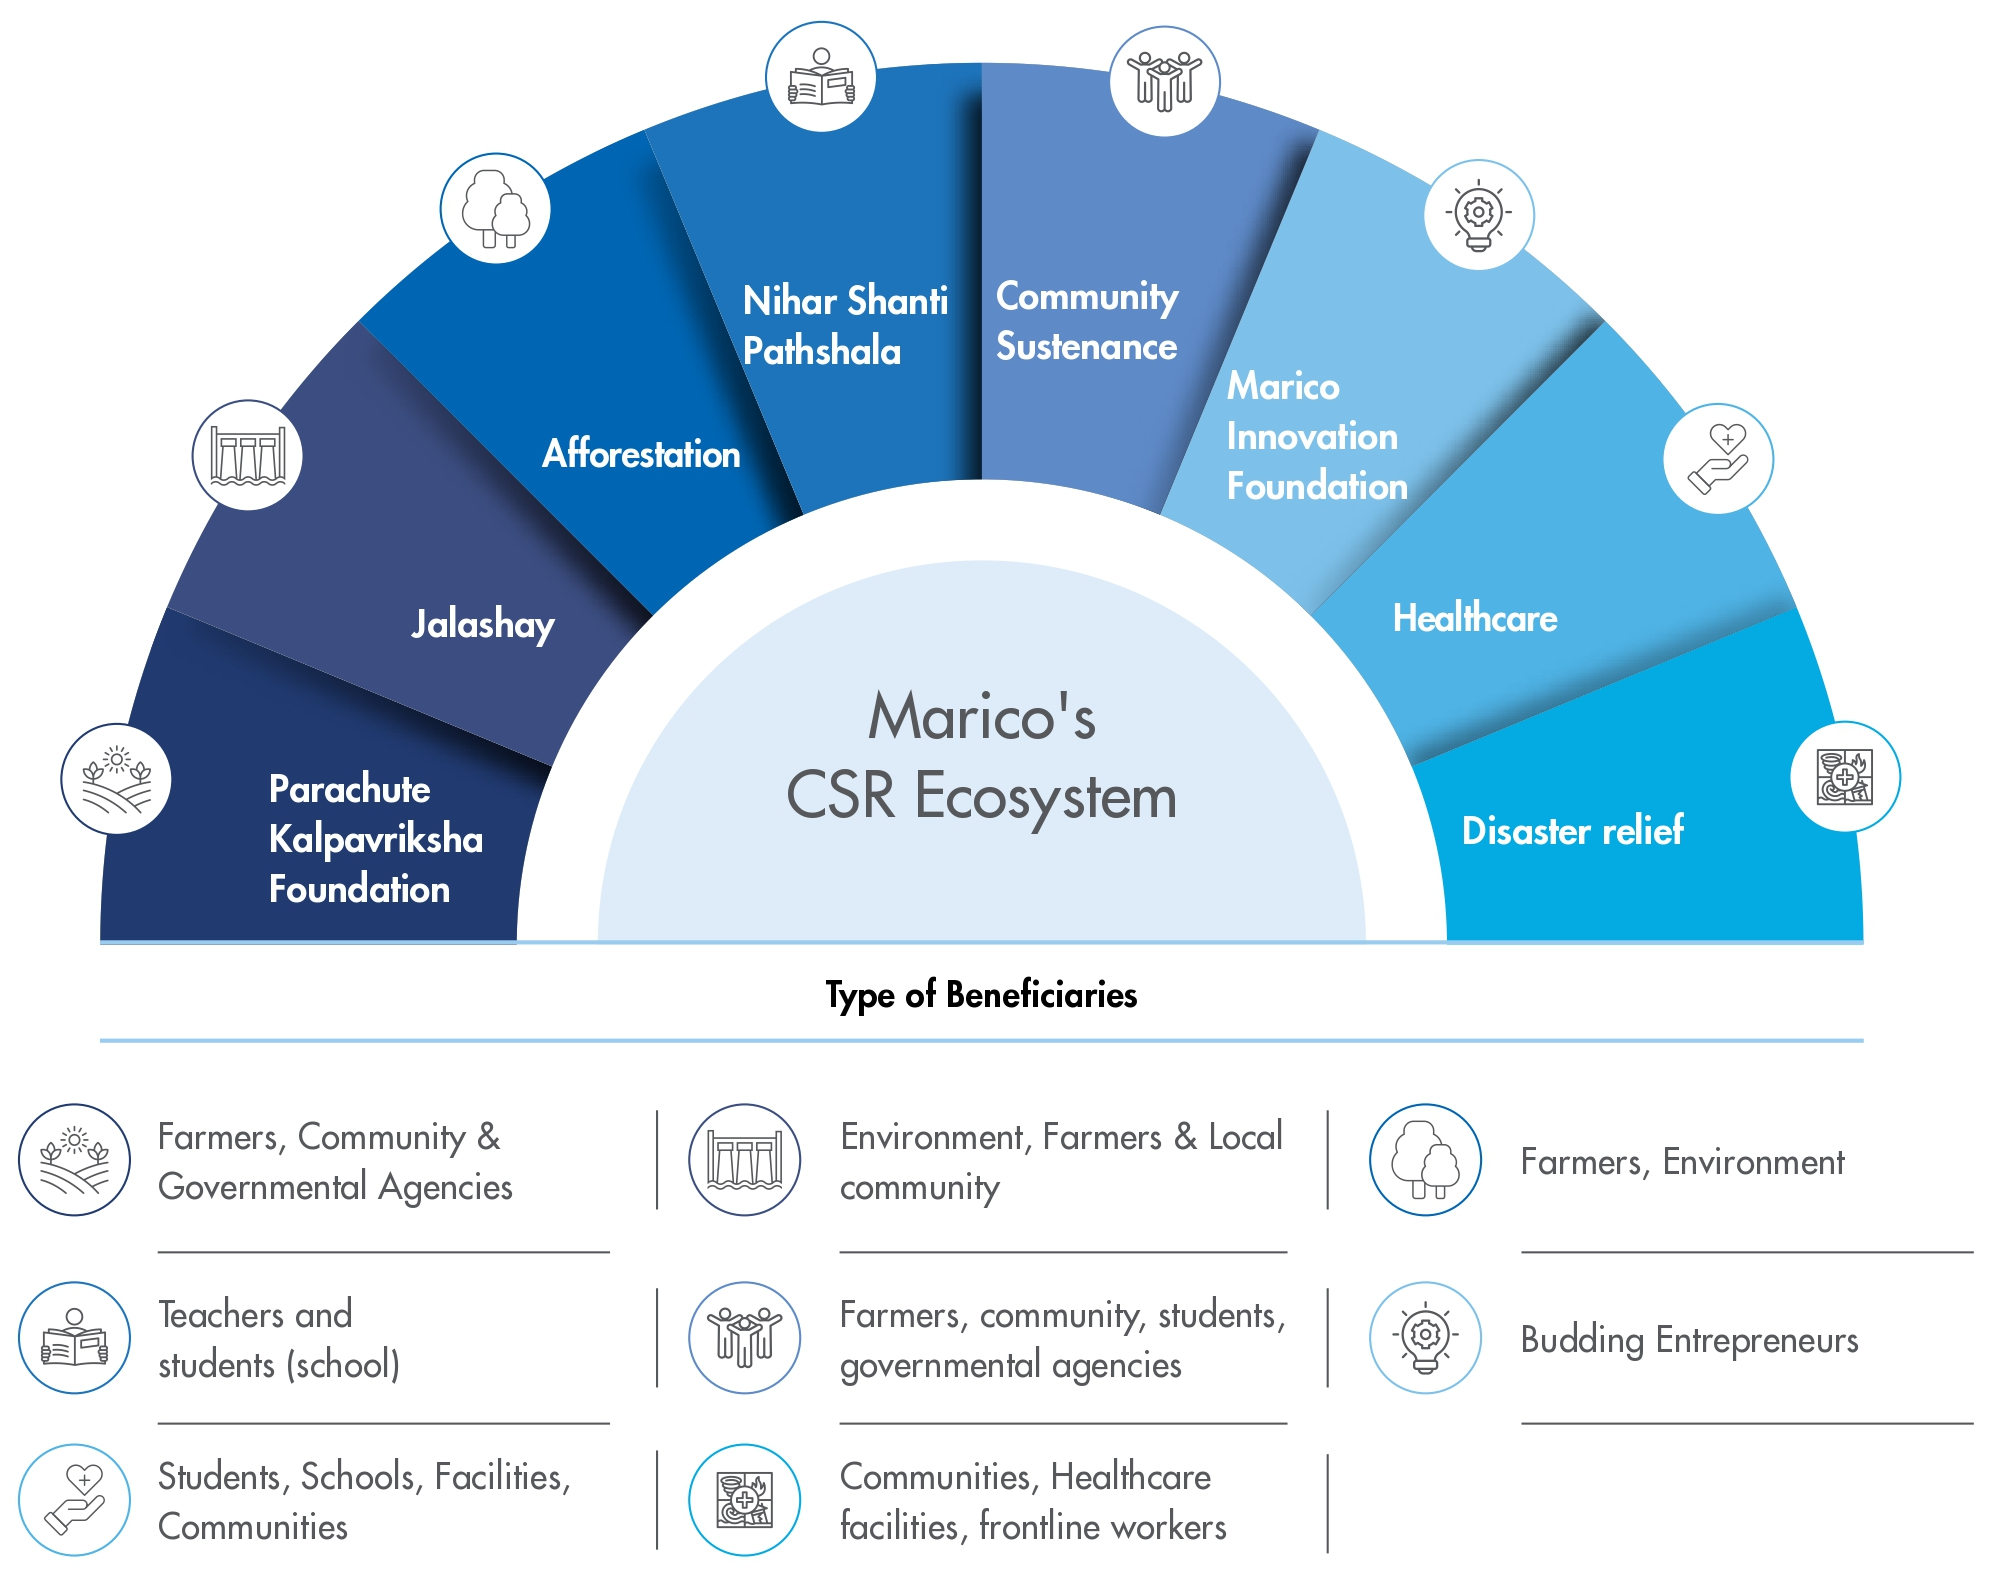 Nihar Shanti
Pathshala
Community
Sustenance
Marico
Innovation
Foundation
Afforestation
Jalashay
Healthcare
Parachute
Kalpavriksha
Foundation
Disaster relief
Marico's
CSR Ecosystem
Type of Beneficiaries
Farmers, Community &
Governmental Agencies
Environment, Farmers & Local
community
Farmers, Environment
Teachers and
students (school)
Farmers, community, students,
governmental agencies
Budding Entrepreneurs
Students, Schools, Facilities,
Communities
Communities, Healthcare
facilities, frontline workers